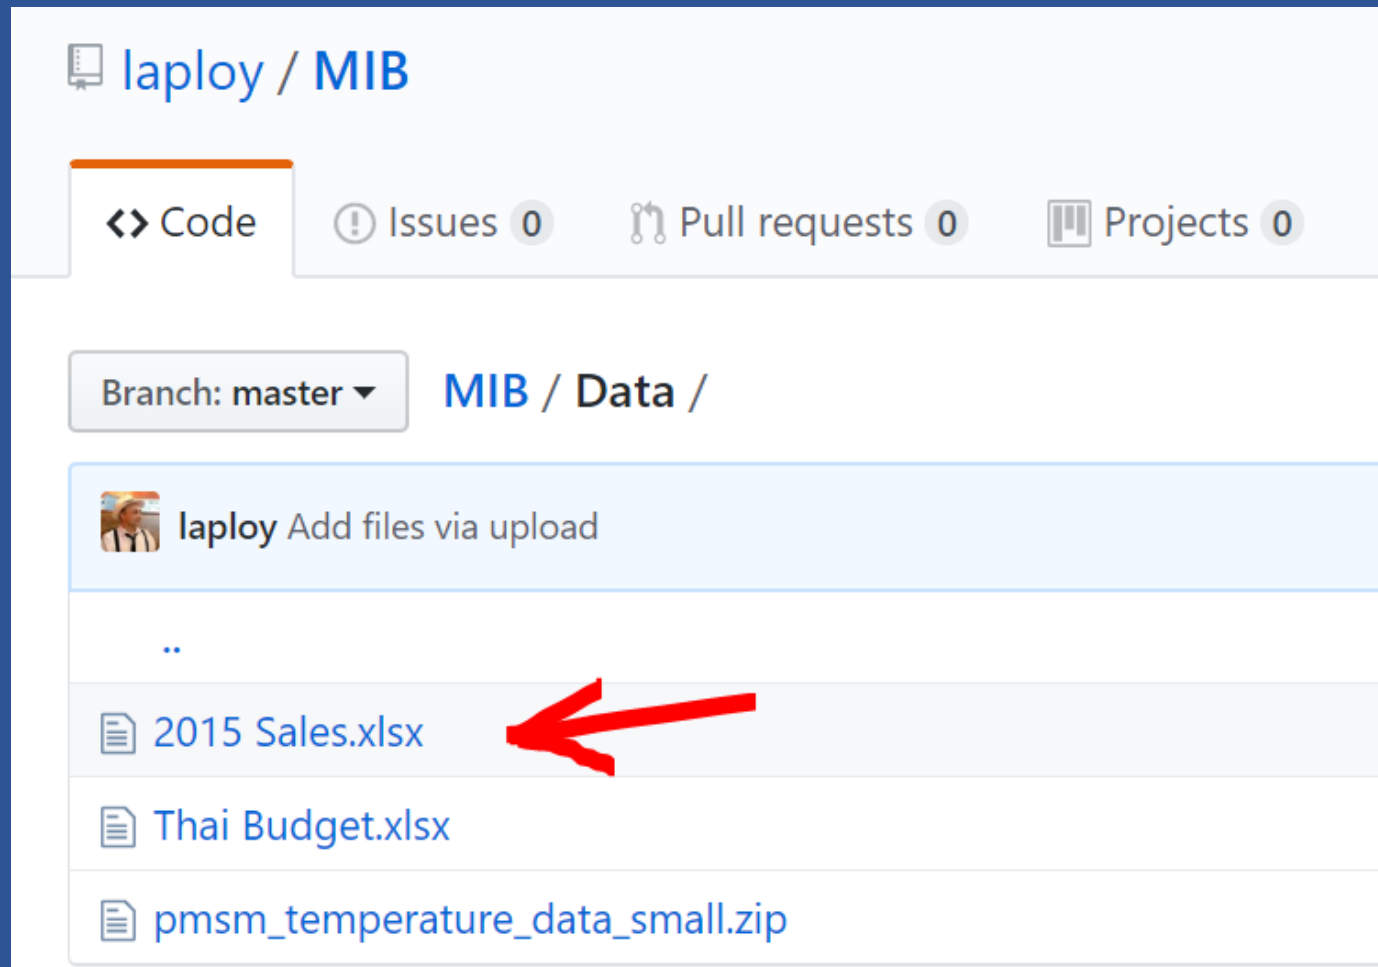 laploy / MIB
<> Code Issues 0 Pull requests 0 Projects 0
Branch: master MIB / Data /
laploy Add files via upload
..
2015 Sales.xlsx
Thai Budget.xlsx
pmsm_temperature_data_small.zip